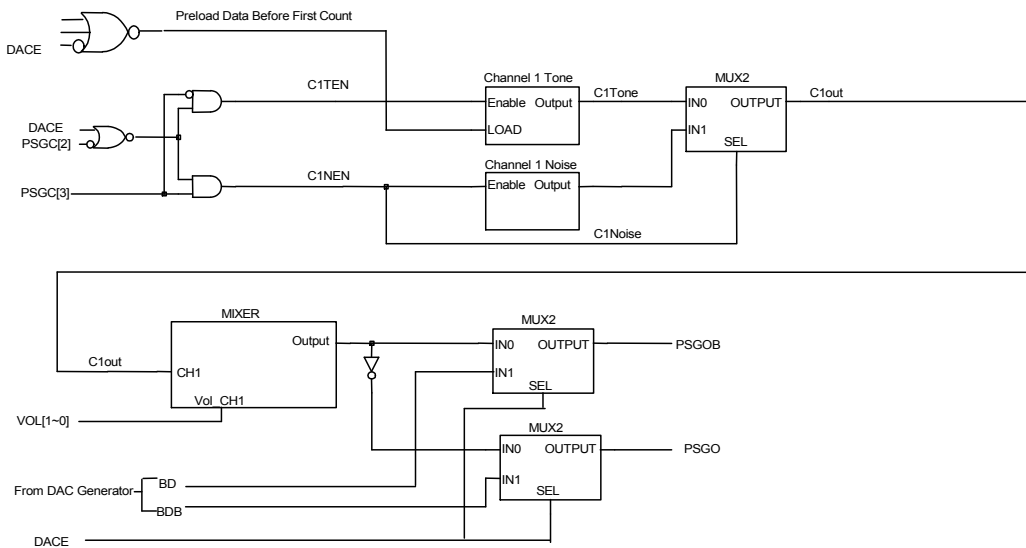 Preload Data Before First Count
DACE
C1TEN
Channel 1 Tone
Enable Output
LOAD
C1Tone
MUX2
IN0 OUTPUT
IN1
SEL
C1out
DACE
PSGC[2]
PSGC[3]
C1NEN
Channel 1 Noise
Enable Output
C1Noise
MIXER
Output
CH1
Vol_CH1
C1out
VOL[1~0]
MUX2
IN0 OUTPUT
IN1
SEL
PSGOB
MUX2
IN0 OUTPUT
IN1
SEL
PSGO
From DAC Generator
BD
BDB
DACE